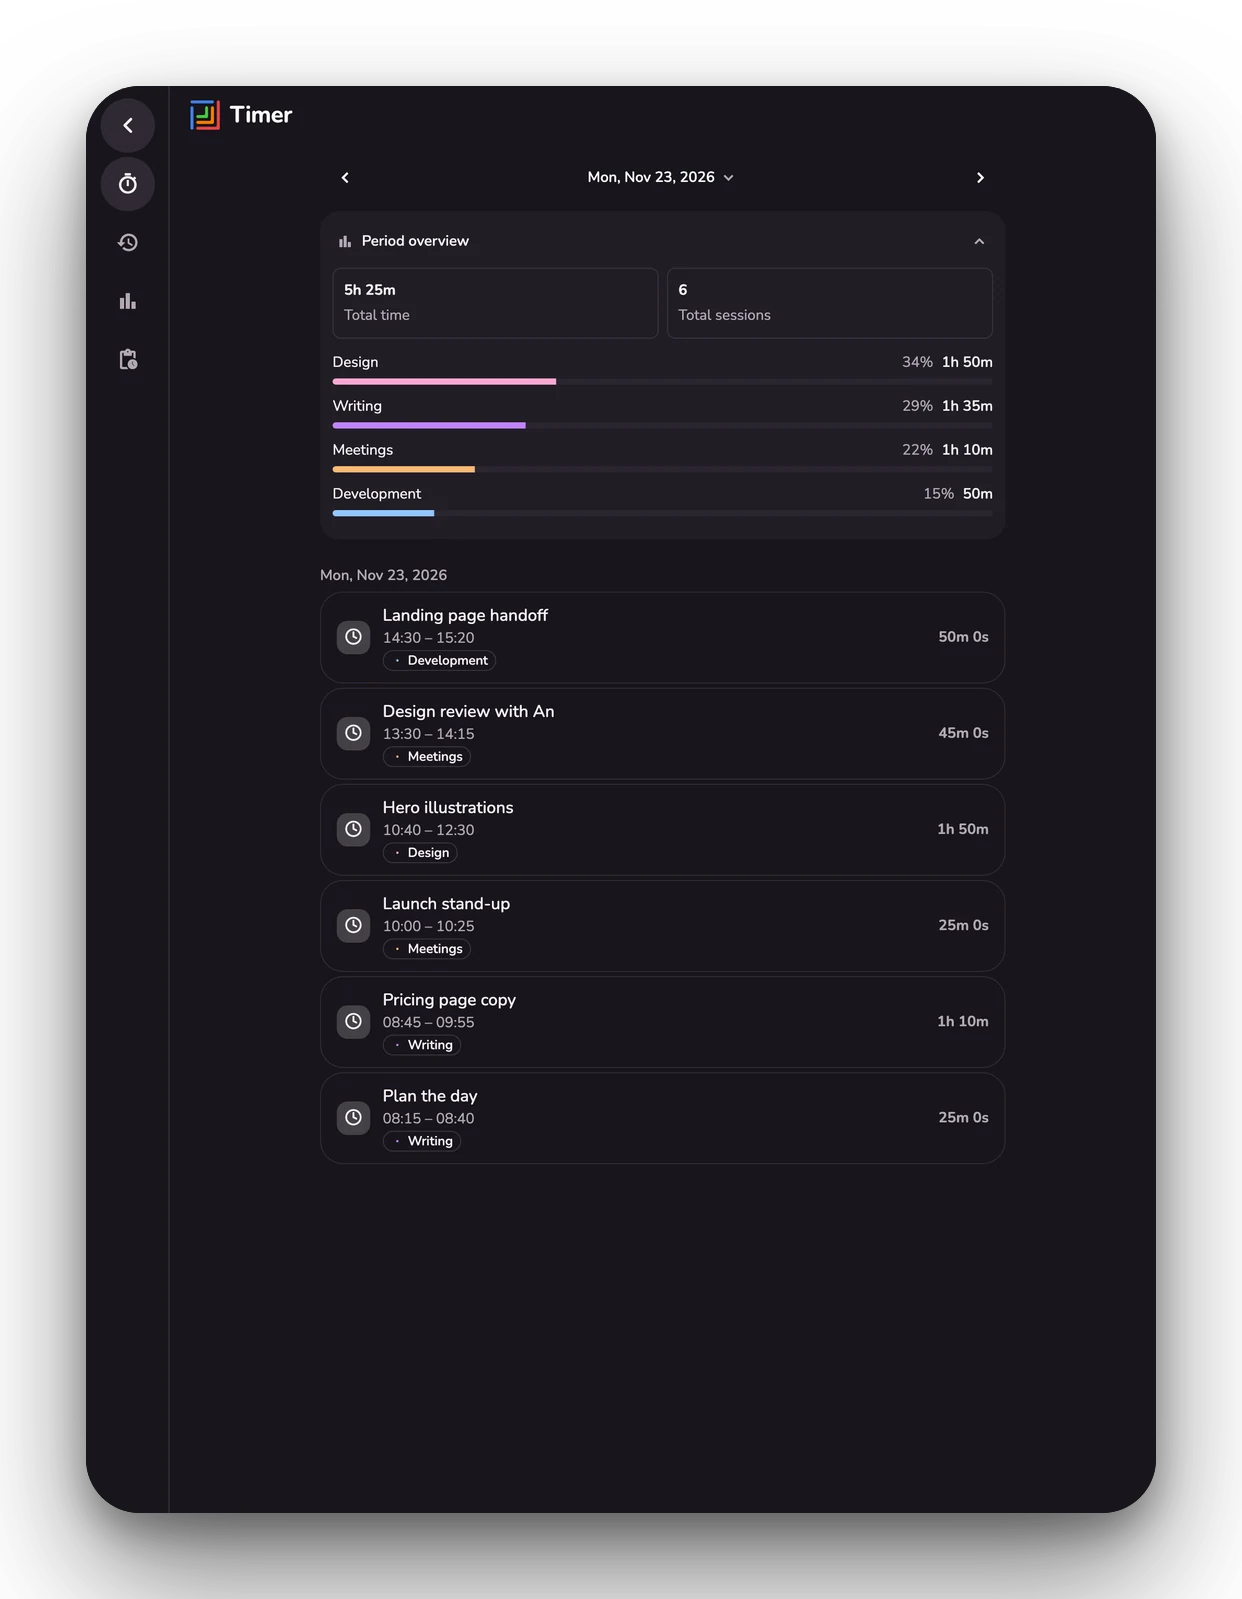 Timer
Mon, Nov 23, 2026
Period overview
5h 25m
Total time
6
Total sessions
Design 34% 1h 50m
Writing 29% 1h 35m
Meetings 22% 1h 10m
Development 15% 50m
Mon, Nov 23, 2026
Landing page handoff
14:30 – 15:20
50m 0s
· Development
Design review with An
13:30 – 14:15
45m 0s
· Meetings
Hero illustrations
10:40 – 12:30
1h 50m
· Design
Launch stand-up
10:00 – 10:25
25m 0s
· Meetings
Pricing page copy
08:45 – 09:55
1h 10m
· Writing
Plan the day
08:15 – 08:40
25m 0s
· Writing